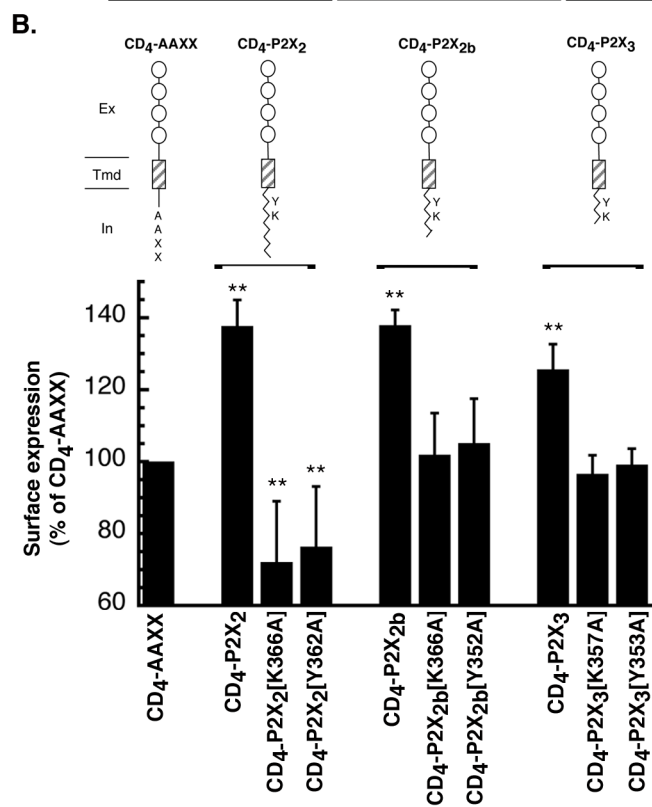 B.
CD4-AAXX CD4-P2X2 CD4-P2X2b CD4-P2X3
Ex
Tmd
In
A
A
X
X
Y
K
Y
K
Y
K
** ** ** ** **
140
120
100
80
60
Surface expression
(% of CD4-AAXX)
CD4-AAXX
CD4-P2X2
CD4-P2X2[K366A]
CD4-P2X2[Y362A]
CD4-P2X2b
CD4-P2X2b[K366A]
CD4-P2X2b[Y352A]
CD4-P2X3
CD4-P2X3[K357A]
CD4-P2X3[Y353A]